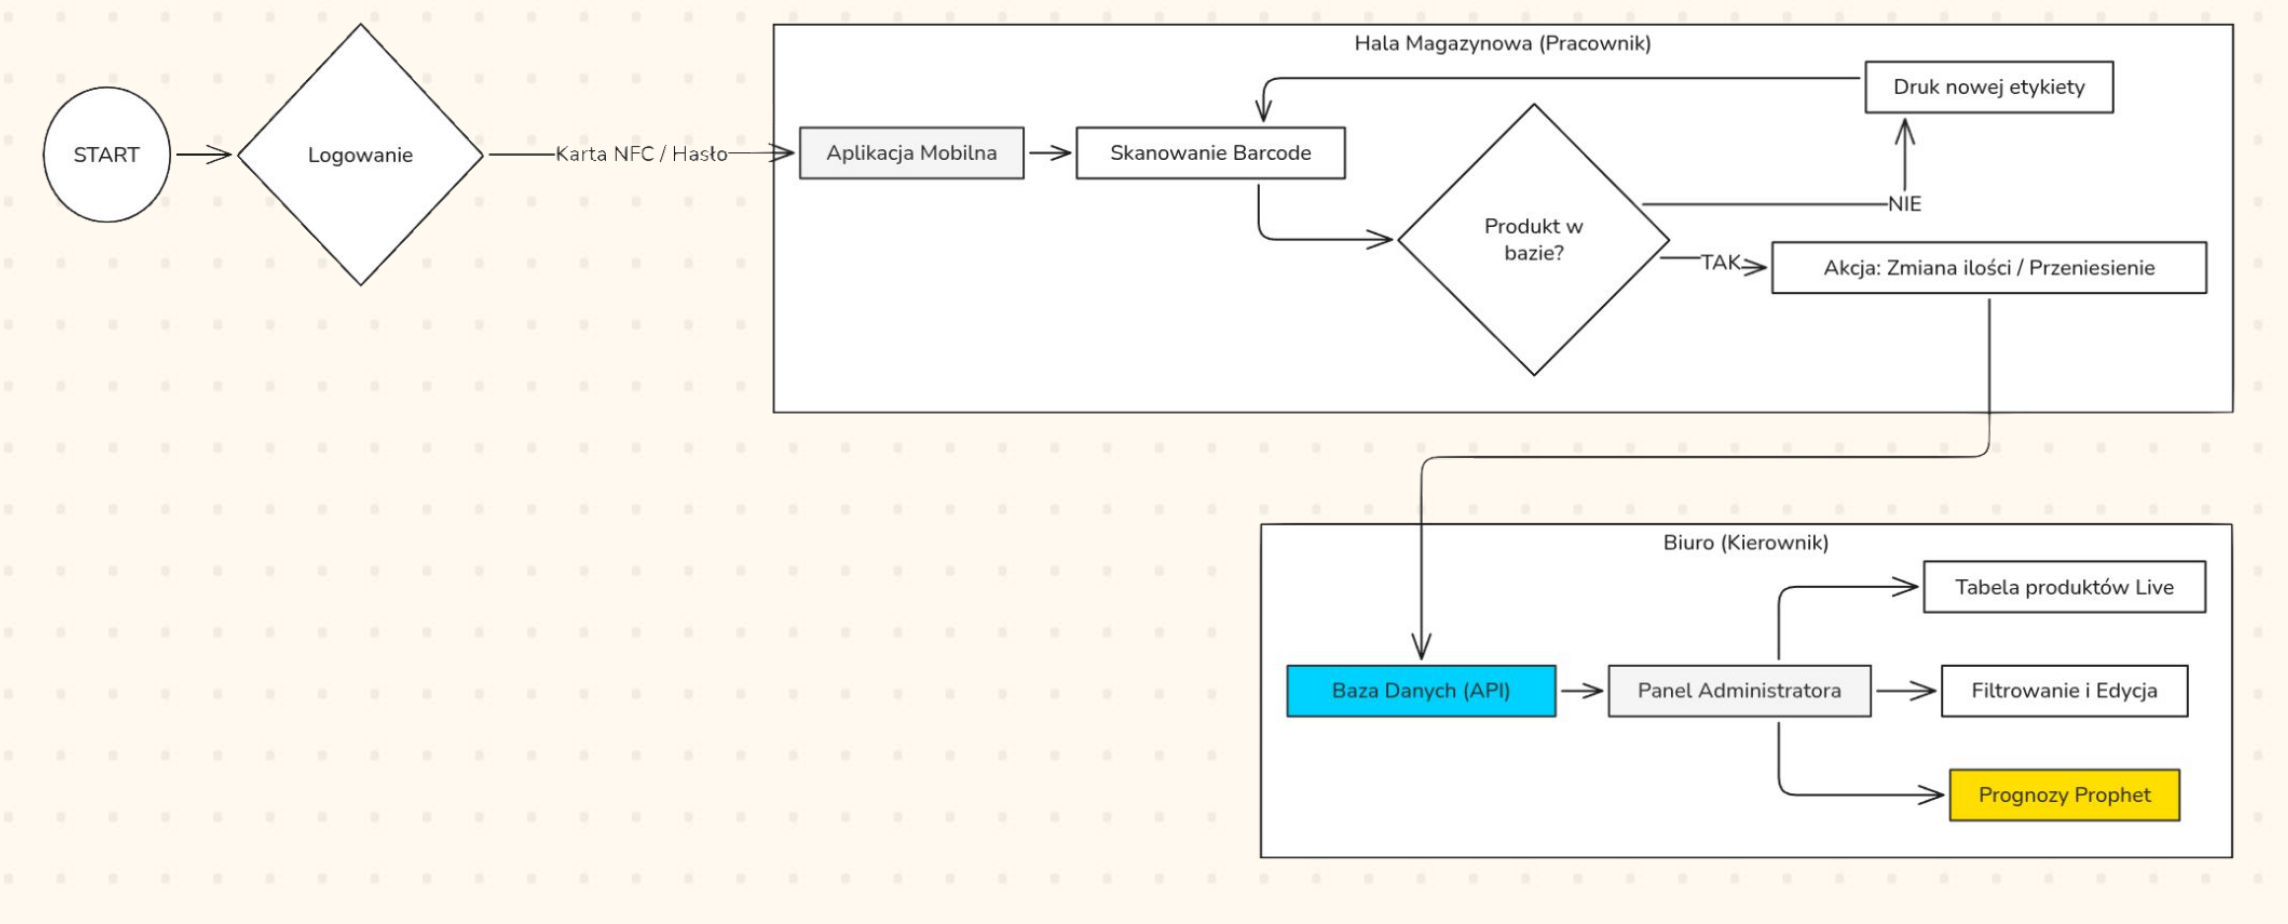 START
Logowanie
Karta NFC / Hasło
Hala Magazynowa (Pracownik)
Aplikacja Mobilna
Skanowanie Barcode
Produkt w
bazie?
NIE
Druk nowej etykiety
TAK
Akcja: Zmiana ilości / Przeniesienie
Biuro (Kierownik)
Baza Danych (API)
Panel Administratora
Tabela produktów Live
Filtrowanie i Edycja
Prognozy Prophet